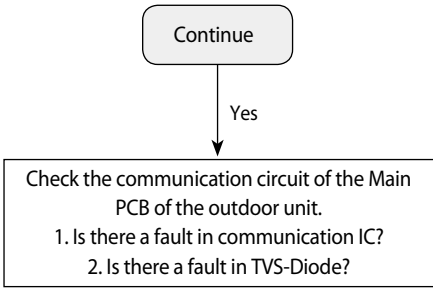 Continue
Yes
Check the communication circuit of the Main
PCB of the outdoor unit.
1. Is there a fault in communication IC?
2. Is there a fault in TVS-Diode?